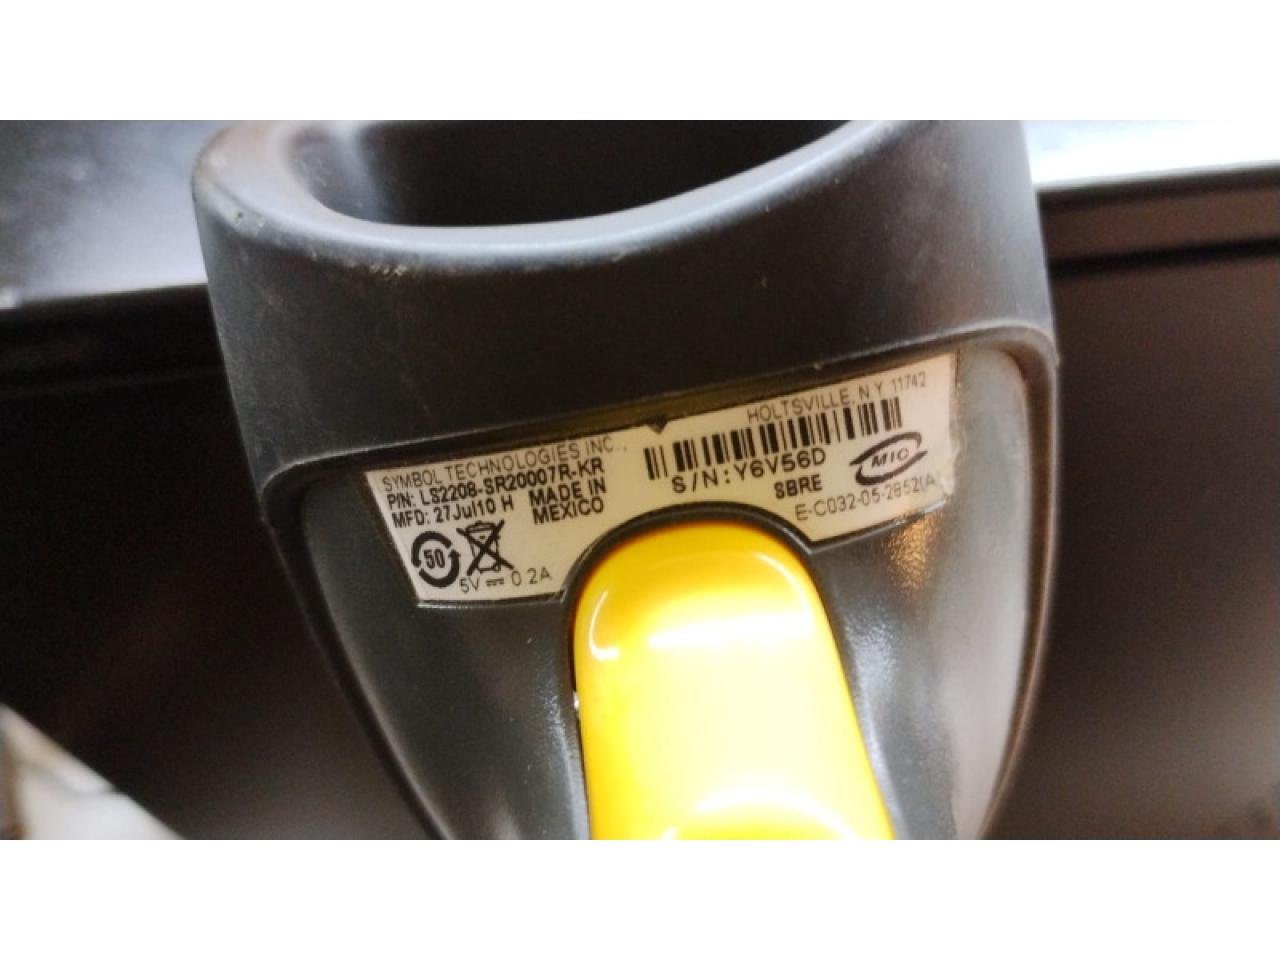 SYMBOL TECHNOLOGIES INC.,
HOLTSVILLE, N.Y. 11742
P/N: LS2208-SR20007R-KR
MFD: 27Jul10 H
MADE IN
MEXICO
S/N:Y6V56D
SBRE
MIC
E-C032-05-2852(A)
50
5V ⎓ 0.2A